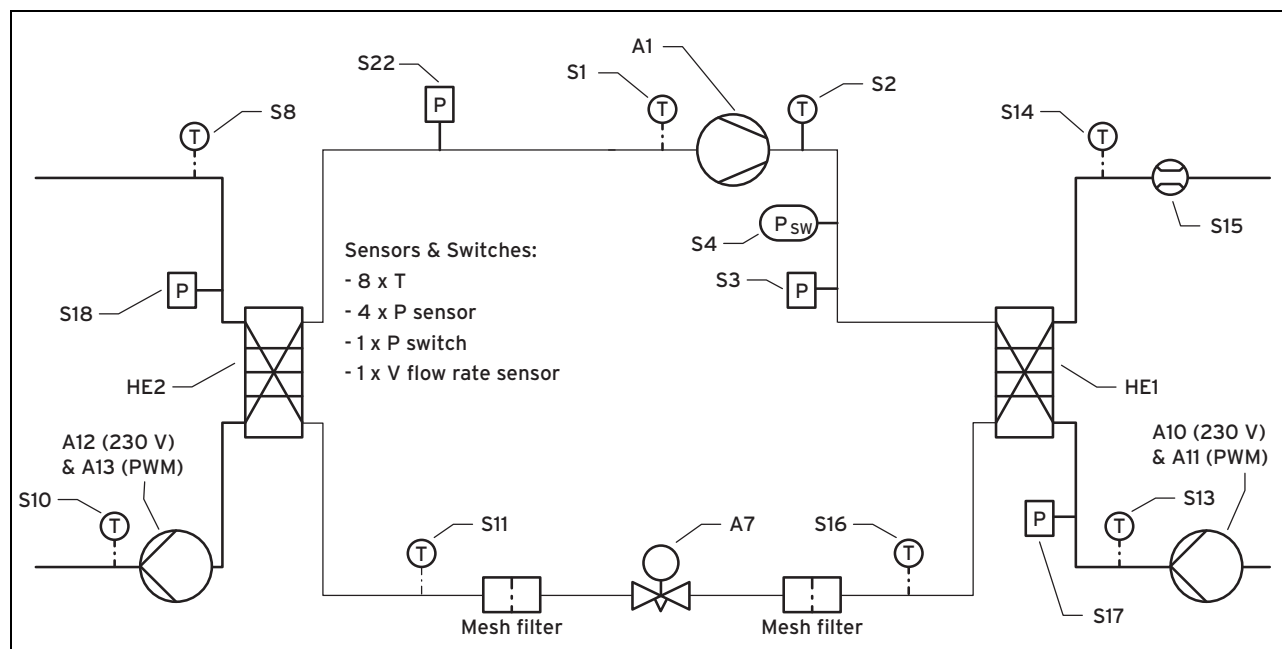 A1
S22
S1
S2
S8
S14
P
T
T
T
T
S15
PSW
S4
Sensors & Switches:
- 8 x T
- 4 x P sensor
- 1 x P switch
- 1 x V flow rate sensor
S3
P
P
S18
HE2
HE1
A12 (230 V)
& A13 (PWM)
A10 (230 V)
& A11 (PWM)
S10
S11
A7
S16
S13
T
T
T
P
T
S17
Mesh filter
Mesh filter